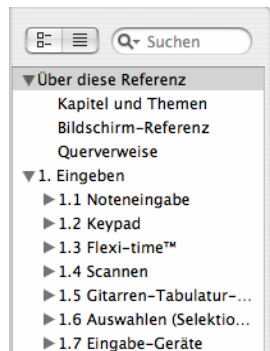 Suchen
Über diese Referenz
Kapitel und Themen
Bildschirm-Referenz
Querverweise
1. Eingeben
1.1 Noteneingabe
1.2 Keypad
1.3 Flexi-time™
1.4 Scannen
1.5 Gitarren-Tabulatur-...
1.6 Auswahlen (Selektio...
1.7 Eingabe-Geräte